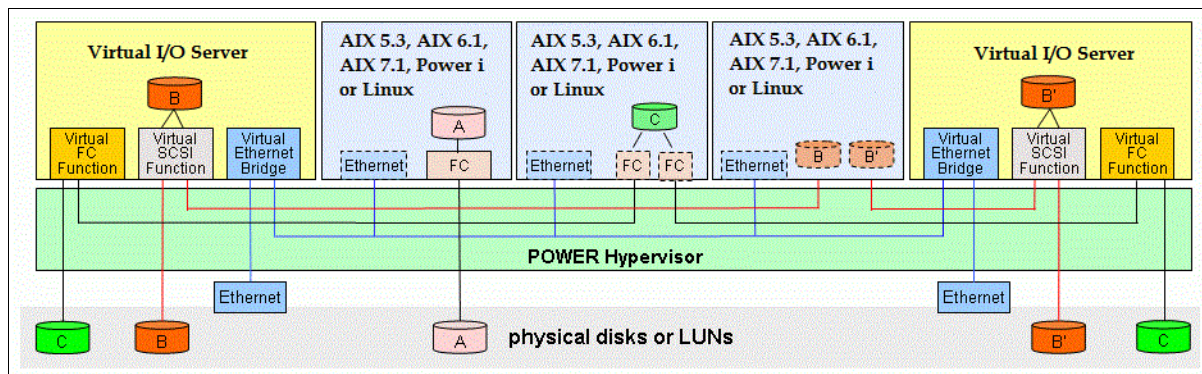 Virtual I/O Server
B
Virtual
FC
Function
Virtual
SCSI
Function
Virtual
Ethernet
Bridge
AIX 5.3, AIX 6.1,
AIX 7.1, Power i
or Linux
A
Ethernet
FC
AIX 5.3, AIX 6.1,
AIX 7.1, Power i
or Linux
C
Ethernet
FC
FC
AIX 5.3, AIX 6.1,
AIX 7.1, Power i
or Linux
Ethernet
B
B'
Virtual I/O Server
B'
Virtual
Ethernet
Bridge
Virtual
SCSI
Function
Virtual
FC
Function
POWER Hypervisor
Ethernet
Ethernet
C
B
A
physical disks or LUNs
B'
C